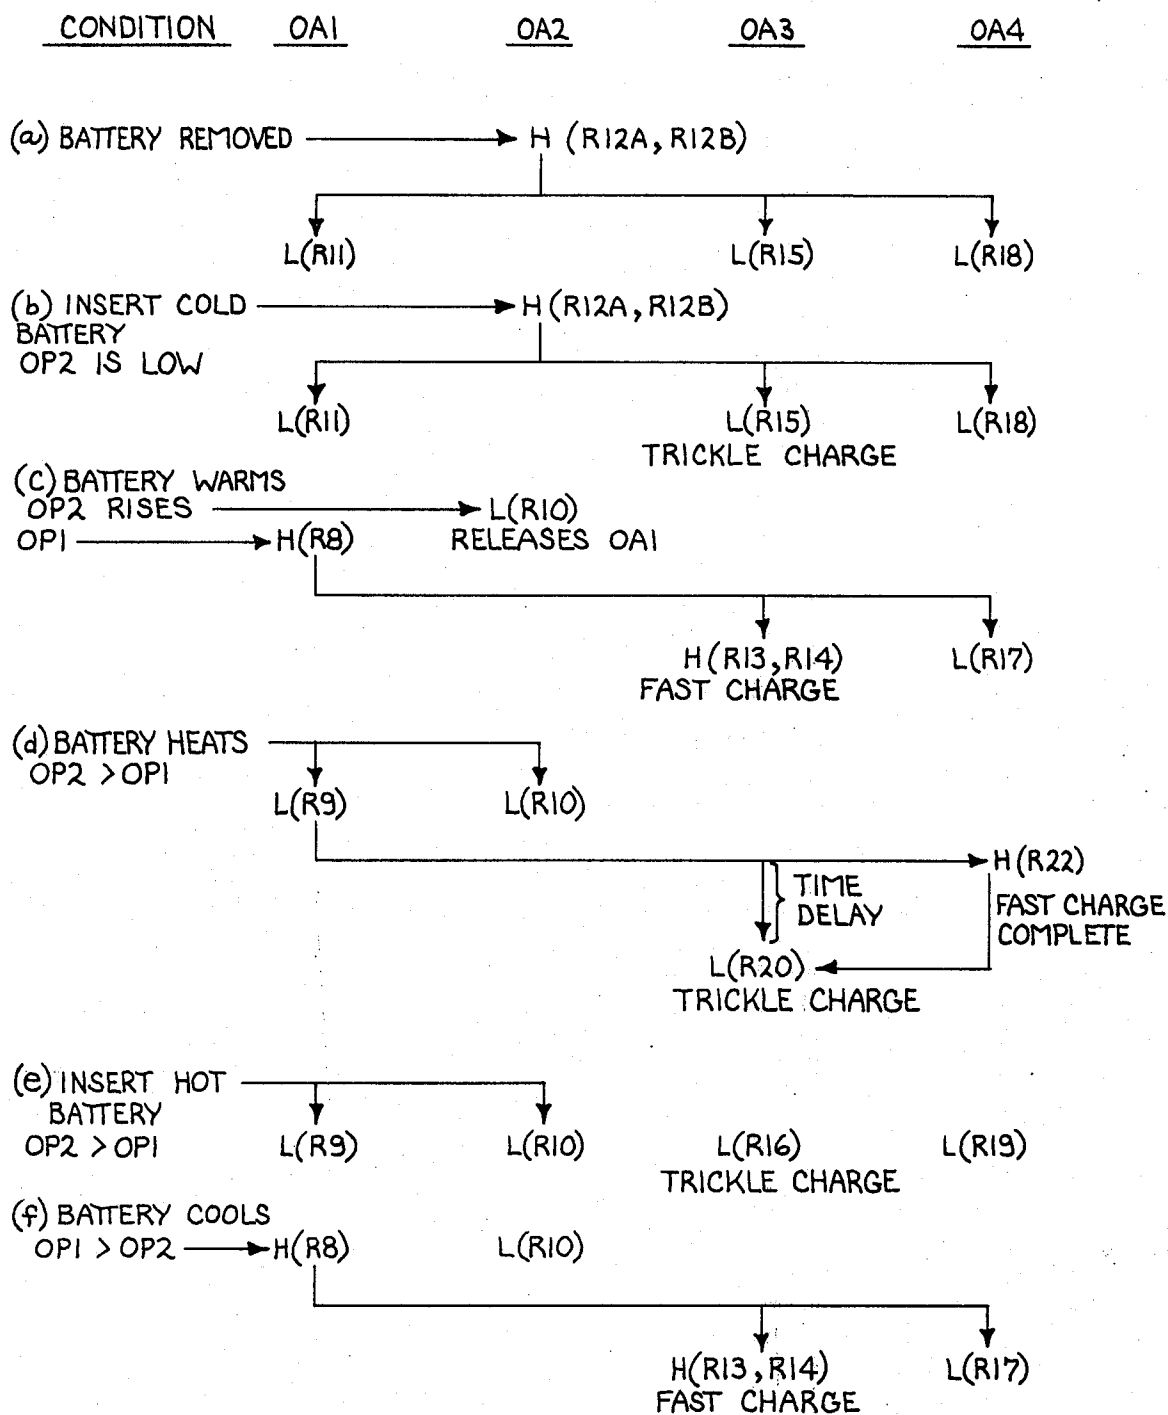 CONDITION OA1 OA2 OA3 OA4
(a) BATTERY REMOVED H (R12A, R12B)
L(R11) L(R15) L(R18)
(b) INSERT COLD H(R12A, R12B)
BATTERY
OP2 IS LOW
L(R11) L(R15) L(R18)
TRICKLE CHARGE
(C) BATTERY WARMS
OP2 RISES L(R10)
OP1 H(R8) RELEASES OA1
H(R13, R14) L(R17)
FAST CHARGE
(d) BATTERY HEATS
OP2 > OP1
L(R9) L(R10)
H(R22)
TIME
DELAY
FAST CHARGE
COMPLETE
L(R20)
TRICKLE CHARGE
(e) INSERT HOT
BATTERY
OP2 > OP1 L(R9) L(R10) L(R16) L(R19)
TRICKLE CHARGE
(f) BATTERY COOLS
OP1 > OP2 H(R8) L(R10)
H(R13, R14) L(R17)
FAST CHARGE